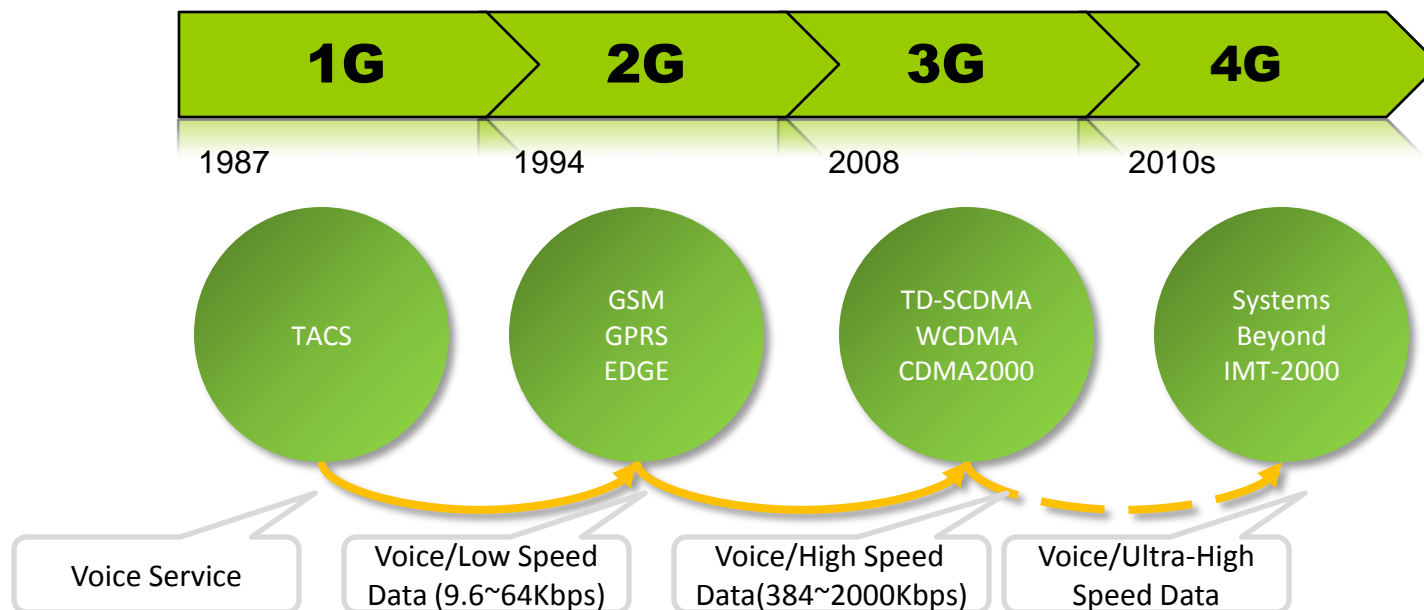 1G
2G
3G
4G
1987
1994
2008
2010s
TACS
GSM
GPRS
EDGE
TD-SCDMA
WCDMA
CDMA2000
Systems
Beyond
IMT-2000
Voice Service
Voice/Low Speed
Data (9.6~64Kbps)
Voice/High Speed
Data(384~2000Kbps)
Voice/Ultra-High
Speed Data